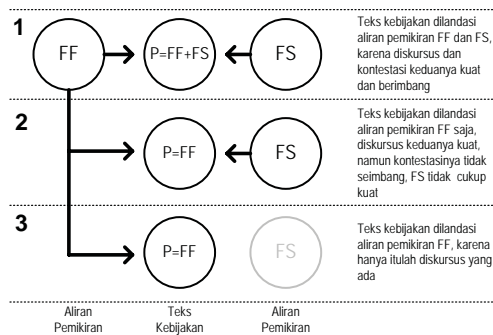 1
FF
P=FF+FS
FS
Teks kebijakan dilandasi
aliran pemikiran FF dan FS,
karena diskursus dan
kontestasi keduanya kuat
dan berimbang
2
P=FF
FS
Teks kebijakan dilandasi
aliran pemikiran FF saja,
diskursus keduanya kuat,
namun kontestasinya tidak
seimbang, FS tidak cukup
kuat
3
P=FF
FS
Teks kebijakan dilandasi
aliran pemikiran FF, karena
hanya itulah diskursus yang
ada
Aliran
Pemikiran
Teks
Kebijakan
Aliran
Pemikiran